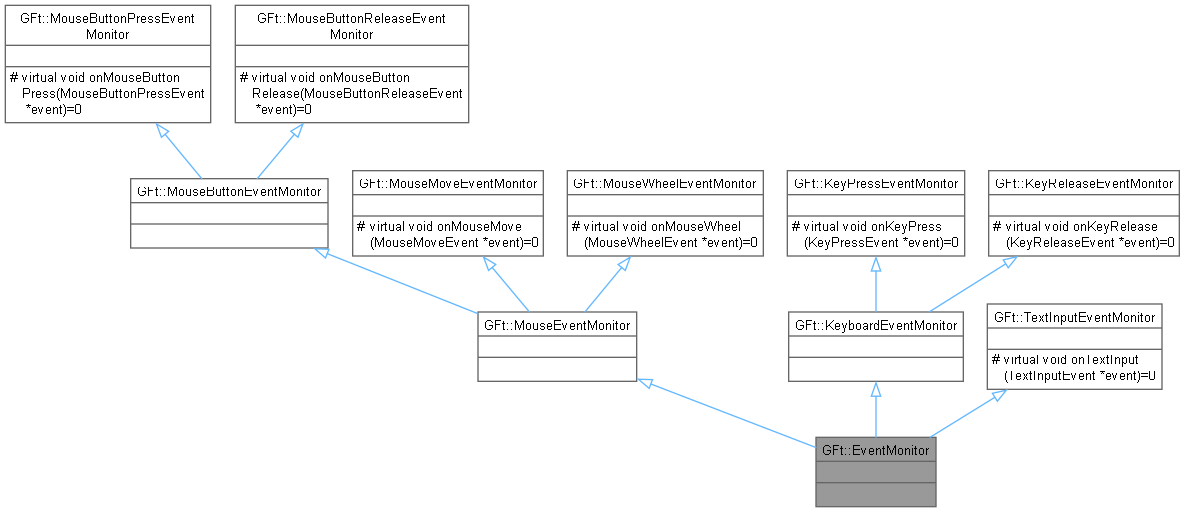 GFt::MouseButtonPressEvent
Monitor
# virtual void onMouseButton
Press(MouseButtonPressEvent
*event)=0
GFt::MouseButtonReleaseEvent
Monitor
# virtual void onMouseButton
Release(MouseButtonReleaseEvent
*event)=0
GFt::MouseButtonEventMonitor
GFt::MouseMoveEventMonitor
# virtual void onMouseMove
(MouseMoveEvent *event)=0
GFt::MouseWheelEventMonitor
# virtual void onMouseWheel
(MouseWheelEvent *event)=0
GFt::KeyPressEventMonitor
# virtual void onKeyPress
(KeyPressEvent *event)=0
GFt::KeyReleaseEventMonitor
# virtual void onKeyRelease
(KeyReleaseEvent *event)=0
GFt::MouseEventMonitor
GFt::KeyboardEventMonitor
GFt::TextInputEventMonitor
# virtual void onTextInput
(TextInputEvent *event)=0
GFt::EventMonitor